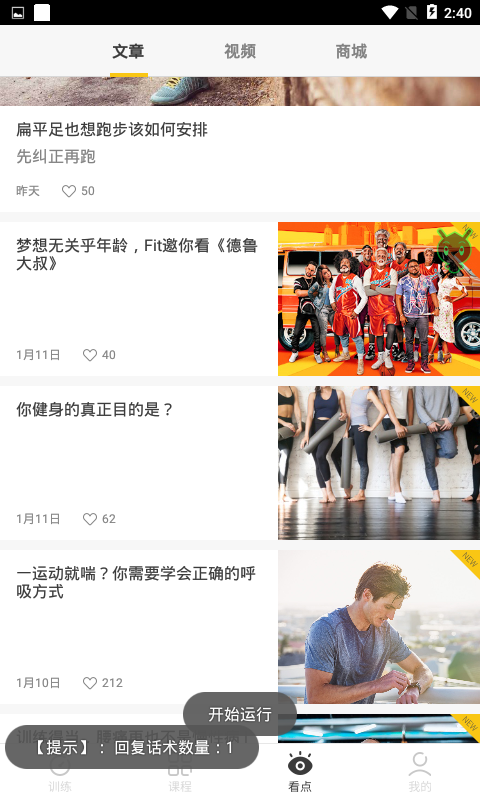 2:40
文章
视频
商城
扁平足也想跑步该如何安排
先纠正再跑
昨天
50
梦想无关乎年龄，Fit邀你看《德鲁
大叔》
1月11日
40
NEW
你健身的真正目的是？
1月11日
62
NEW
一运动就喘？你需要学会正确的呼
吸方式
1月10日
212
NEW
NEW
开始运行
【提示】：回复话术数量：1
训练
课程
看点
我的